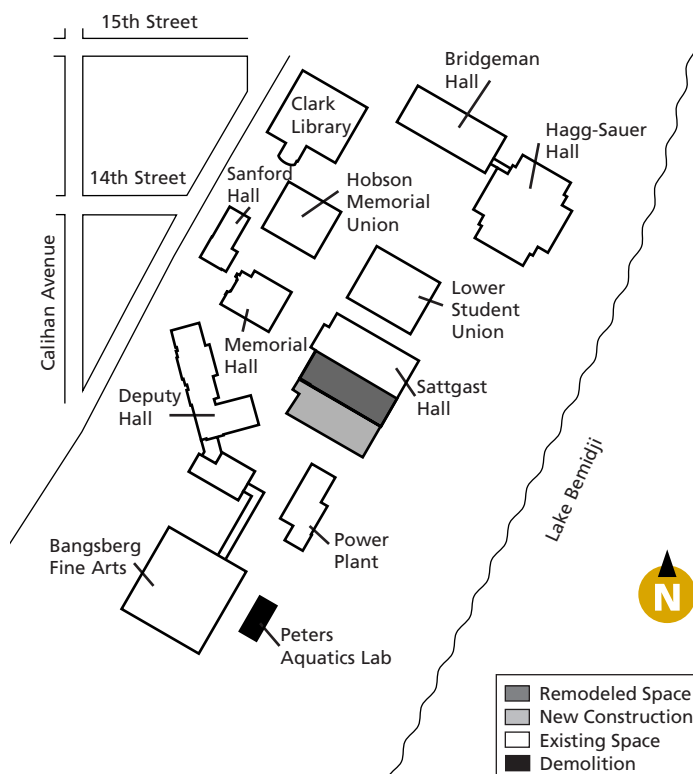 15th Street
Bridgeman
Hall
Clark
Library
Hagg-Sauer
Hall
Sanford
Hall
14th Street
Hobson
Memorial
Union
Calihan Avenue
Lower
Student
Union
Memorial
Hall
Deputy
Hall
Sattgast
Hall
Lake Bemidji
Power
Plant
Bangsberg
Fine Arts
N
Peters
Aquatics Lab
Remodeled Space
New Construction
Existing Space
Demolition